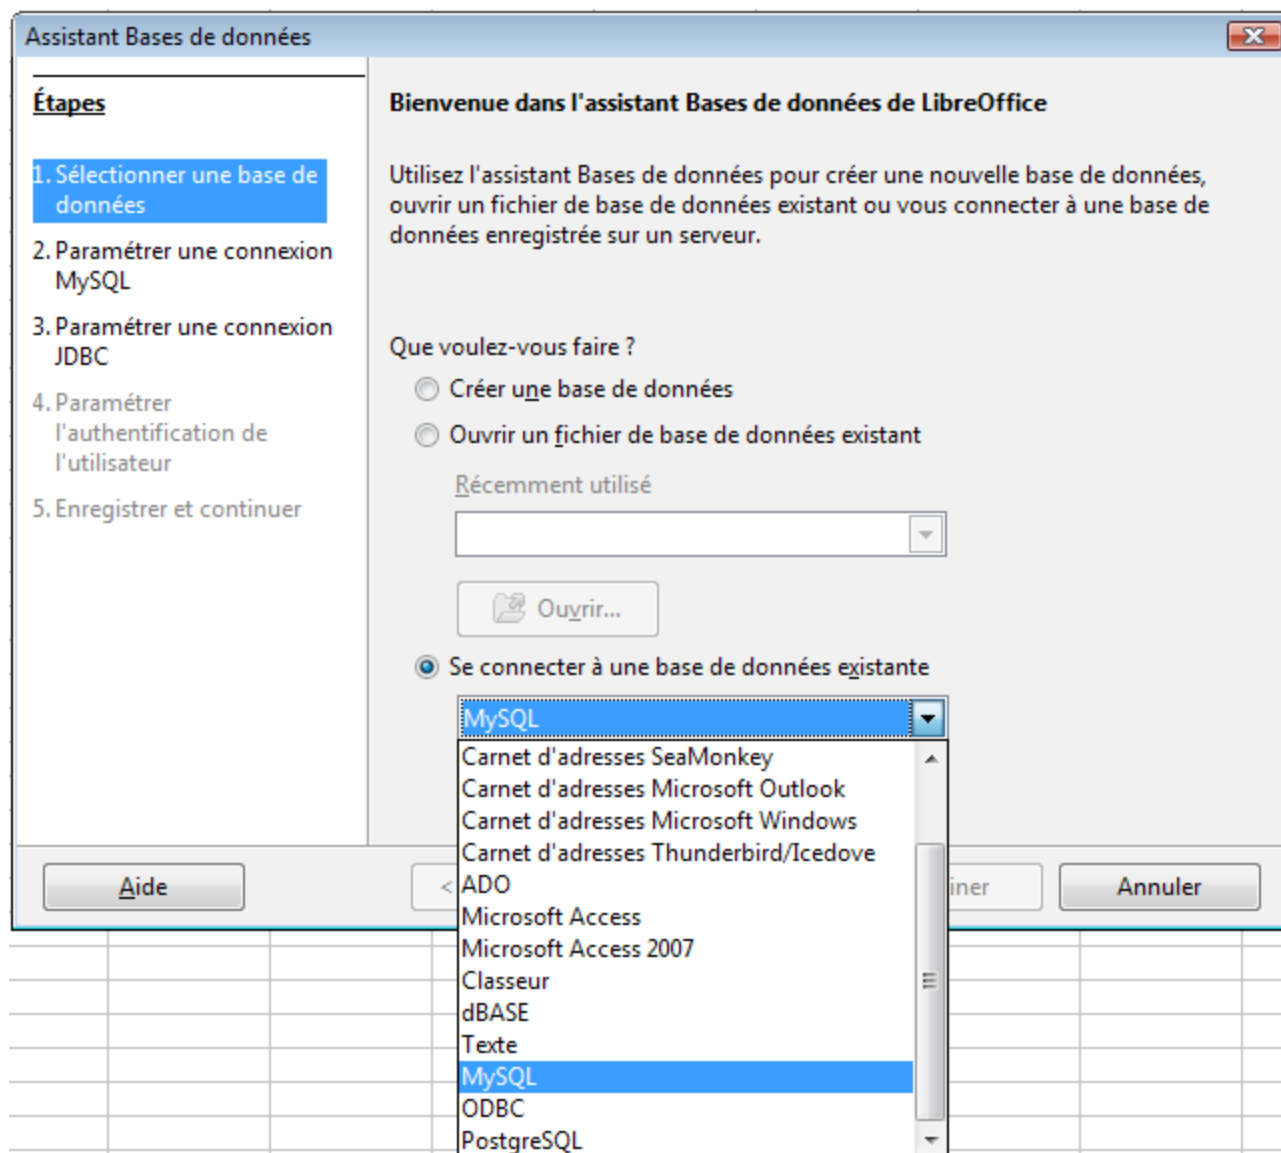 Assistant Bases de données
Étapes
1. Sélectionner une base de
données
2. Paramétrer une connexion
MySQL
3. Paramétrer une connexion
JDBC
4. Paramétrer
l'authentification de
l'utilisateur
5. Enregistrer et continuer
Bienvenue dans l'assistant Bases de données de LibreOffice
Utilisez l'assistant Bases de données pour créer une nouvelle base de données,
ouvrir un fichier de base de données existant ou vous connecter à une base de
données enregistrée sur un serveur.
Que voulez-vous faire ?
Créer une base de données
Ouvrir un fichier de base de données existant
Récemment utilisé
Ouvrir...
Se connecter à une base de données existante
MySQL
Carnet d'adresses SeaMonkey
Carnet d'adresses Microsoft Outlook
Carnet d'adresses Microsoft Windows
Carnet d'adresses Thunderbird/Icedove
ADO
Microsoft Access
Microsoft Access 2007
Classeur
dBASE
Texte
MySQL
ODBC
PostgreSQL
Aide
<
iner
Annuler